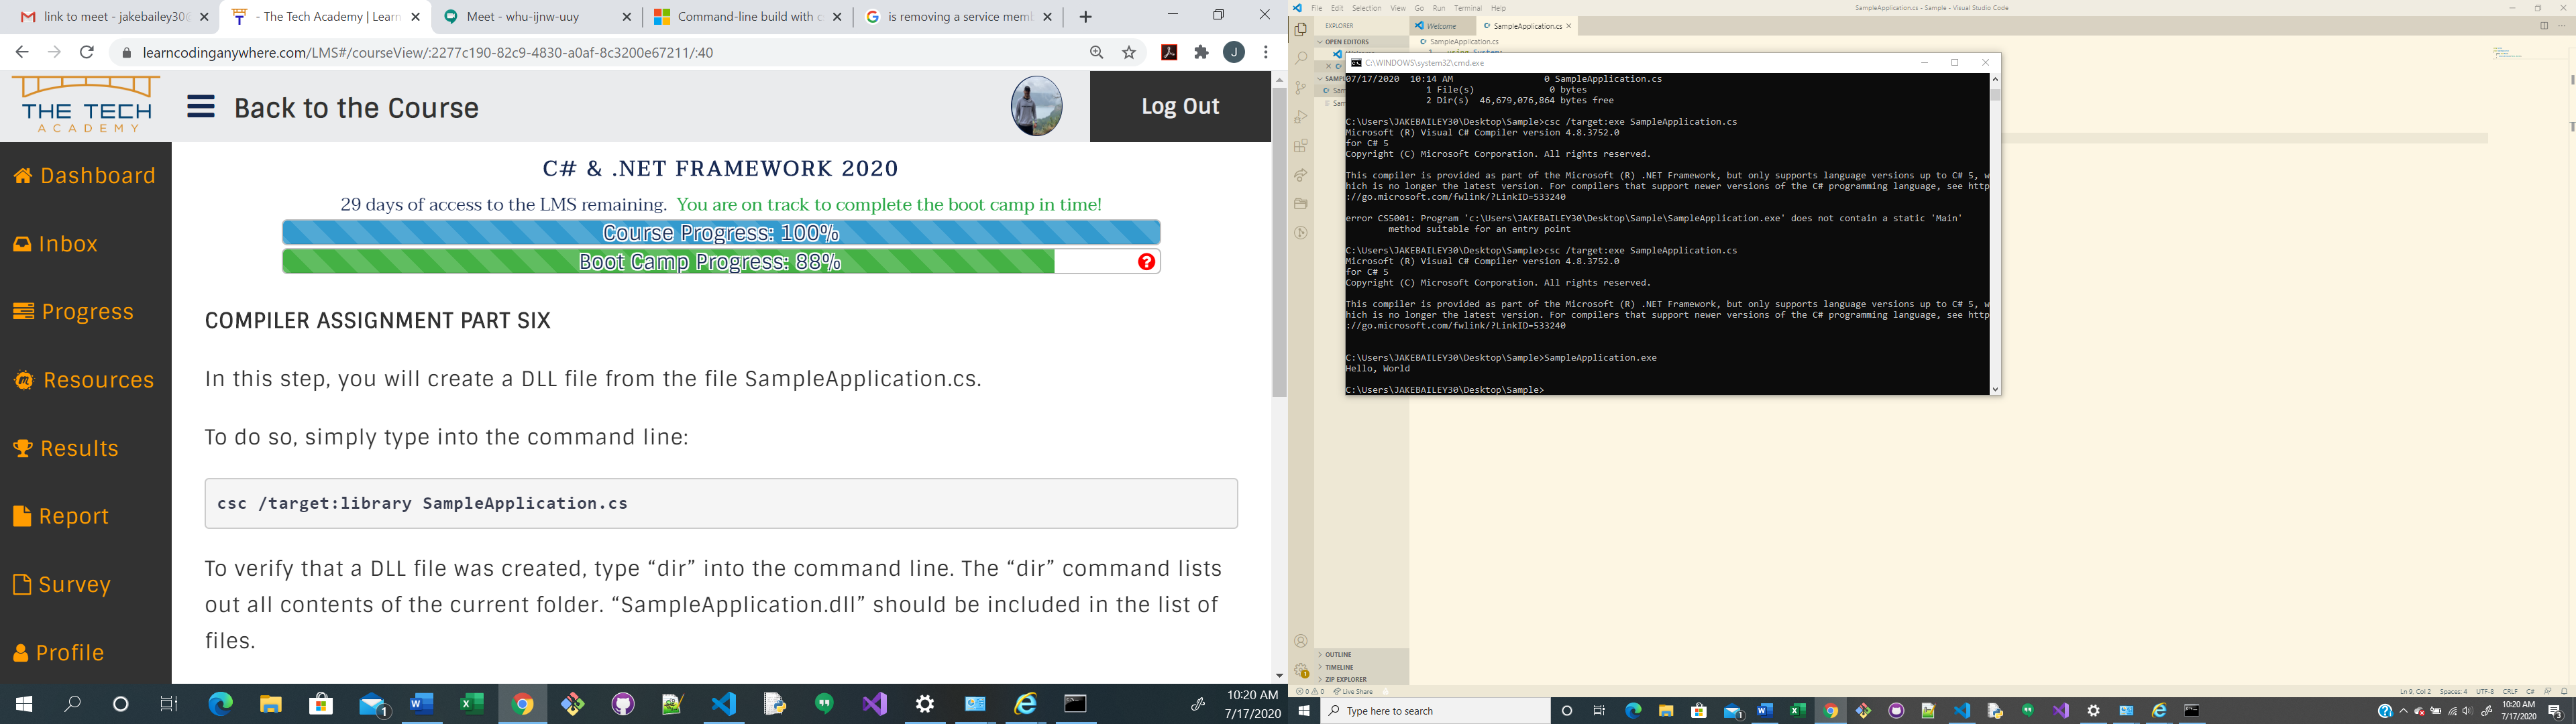 link to meet - jakebailey30
- The Tech Academy | Learn
Meet - whu-ijnw-uuy
Command-line build with c
is removing a service memb
learncodinganywhere.com/LMS#/courseView/:2277c190-82c9-4830-a0af-8c3200e67211/:40
J
THE TECH
ACADEMY
Back to the Course
Log Out
Dashboard
Inbox
Progress
Resources
Results
Report
Survey
Profile
C# & .NET FRAMEWORK 2020
29 days of access to the LMS remaining. You are on track to complete the boot camp in time!
Course Progress: 100%
Boot Camp Progress: 88%
?
COMPILER ASSIGNMENT PART SIX
In this step, you will create a DLL file from the file SampleApplication.cs.
To do so, simply type into the command line:
csc /target:library SampleApplication.cs
To verify that a DLL file was created, type “dir” into the command line. The “dir” command lists
out all contents of the current folder. “SampleApplication.dll” should be included in the list of
files.
10:20 AM
7/17/2020
File Edit Selection View Go Run Terminal Help
SampleApplication.cs - Sample - Visual Studio Code
EXPLORER
Welcome
SampleApplication.cs
OPEN EDITORS
SampleApplication.cs
1 using System;
SAMP
Sam
Sam
C:\WINDOWS\system32\cmd.exe
07/17/2020 10:14 AM 0 SampleApplication.cs
1 File(s) 0 bytes
2 Dir(s) 46,679,076,864 bytes free
C:\Users\JAKEBAILEY30\Desktop\Sample>csc /target:exe SampleApplication.cs
Microsoft (R) Visual C# Compiler version 4.8.3752.0
for C# 5
Copyright (C) Microsoft Corporation. All rights reserved.
This compiler is provided as part of the Microsoft (R) .NET Framework, but only supports language versions up to C# 5, w
hich is no longer the latest version. For compilers that support newer versions of the C# programming language, see http
://go.microsoft.com/fwlink/?LinkID=533240
error CS5001: Program 'c:\Users\JAKEBAILEY30\Desktop\Sample\SampleApplication.exe' does not contain a static 'Main'
method suitable for an entry point
C:\Users\JAKEBAILEY30\Desktop\Sample>csc /target:exe SampleApplication.cs
Microsoft (R) Visual C# Compiler version 4.8.3752.0
for C# 5
Copyright (C) Microsoft Corporation. All rights reserved.
This compiler is provided as part of the Microsoft (R) .NET Framework, but only supports language versions up to C# 5, w
hich is no longer the latest version. For compilers that support newer versions of the C# programming language, see http
://go.microsoft.com/fwlink/?LinkID=533240
C:\Users\JAKEBAILEY30\Desktop\Sample>SampleApplication.exe
Hello, World
C:\Users\JAKEBAILEY30\Desktop\Sample>
OUTLINE
TIMELINE
ZIP EXPLORER
0 0 Live Share
Ln 9, Col 2 Spaces: 4 UTF-8 CRLF C#
Type here to search
10:20 AM
7/17/2020